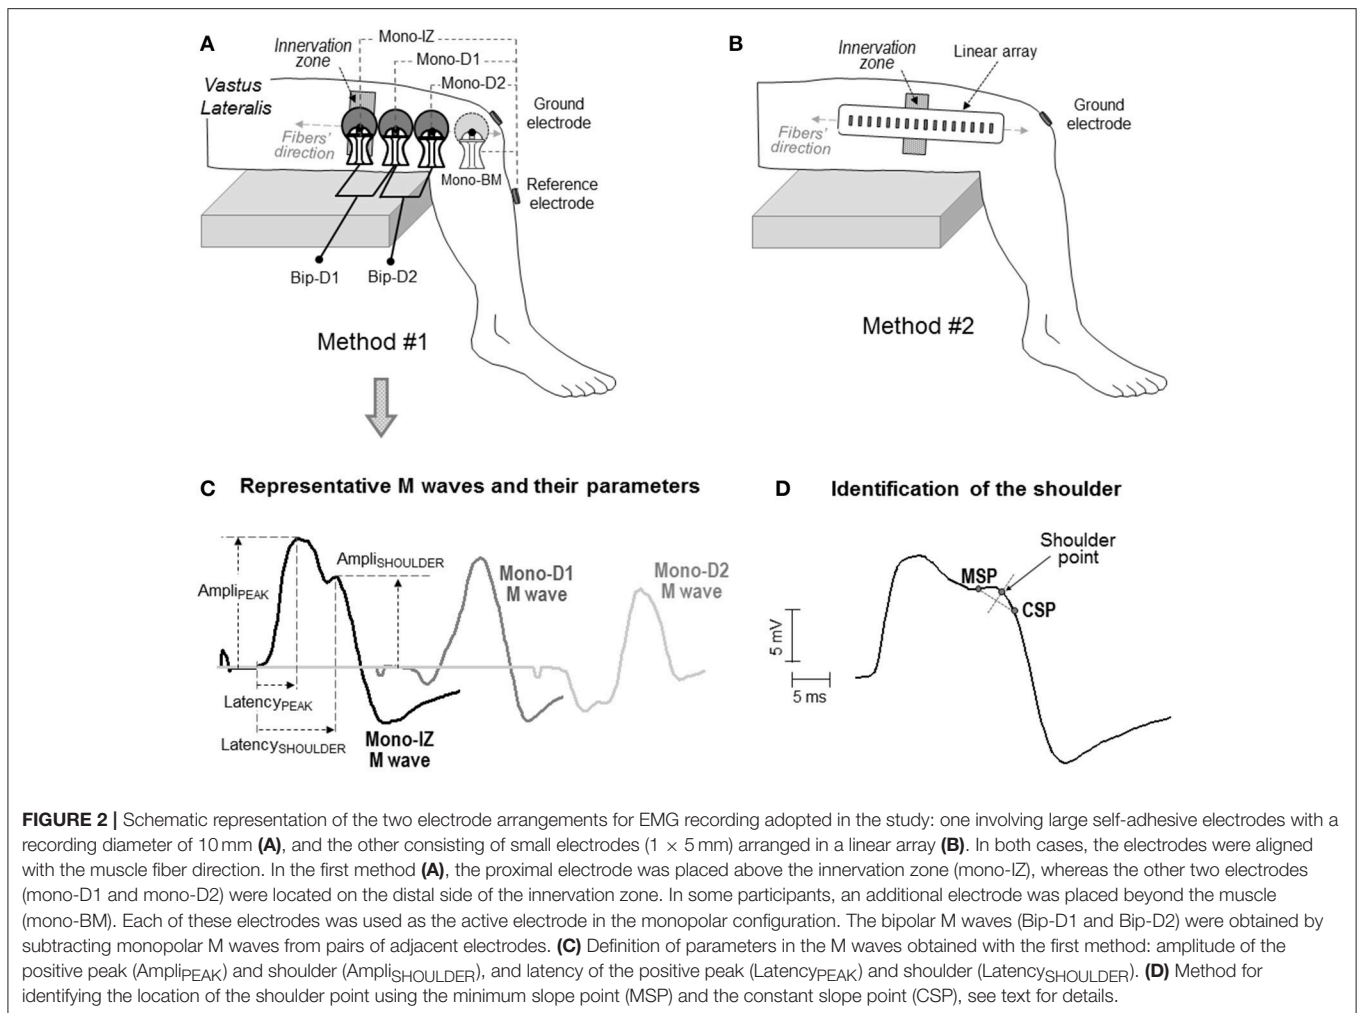 A
Mono-IZ
Innervation
zone
Mono-D1
Mono-D2
Vastus
Lateralis
Ground
electrode
Fibers'
direction
Mono-BM
Reference
electrode
Bip-D1
Bip-D2
Method #1
B
Innervation
zone
Linear array
Ground
electrode
Fibers'
direction
Method #2
C Representative M waves and their parameters
AmpliPEAK
AmpliSHOULDER
Mono-D1
M wave
Mono-D2
M wave
LatencyPEAK
LatencySHOULDER
Mono-IZ
M wave
D Identification of the shoulder
Shoulder
point
MSP
CSP
5 mV
5 ms
FIGURE 2 | Schematic representation of the two electrode arrangements for EMG recording adopted in the study: one involving large self-adhesive electrodes with a
recording diameter of 10 mm (A), and the other consisting of small electrodes (1 × 5 mm) arranged in a linear array (B). In both cases, the electrodes were aligned
with the muscle fiber direction. In the first method (A), the proximal electrode was placed above the innervation zone (mono-IZ), whereas the other two electrodes
(mono-D1 and mono-D2) were located on the distal side of the innervation zone. In some participants, an additional electrode was placed beyond the muscle
(mono-BM). Each of these electrodes was used as the active electrode in the monopolar configuration. The bipolar M waves (Bip-D1 and Bip-D2) were obtained by
subtracting monopolar M waves from pairs of adjacent electrodes. (C) Definition of parameters in the M waves obtained with the first method: amplitude of the
positive peak (AmpliPEAK) and shoulder (AmpliSHOULDER), and latency of the positive peak (LatencyPEAK) and shoulder (LatencySHOULDER). (D) Method for
identifying the location of the shoulder point using the minimum slope point (MSP) and the constant slope point (CSP), see text for details.